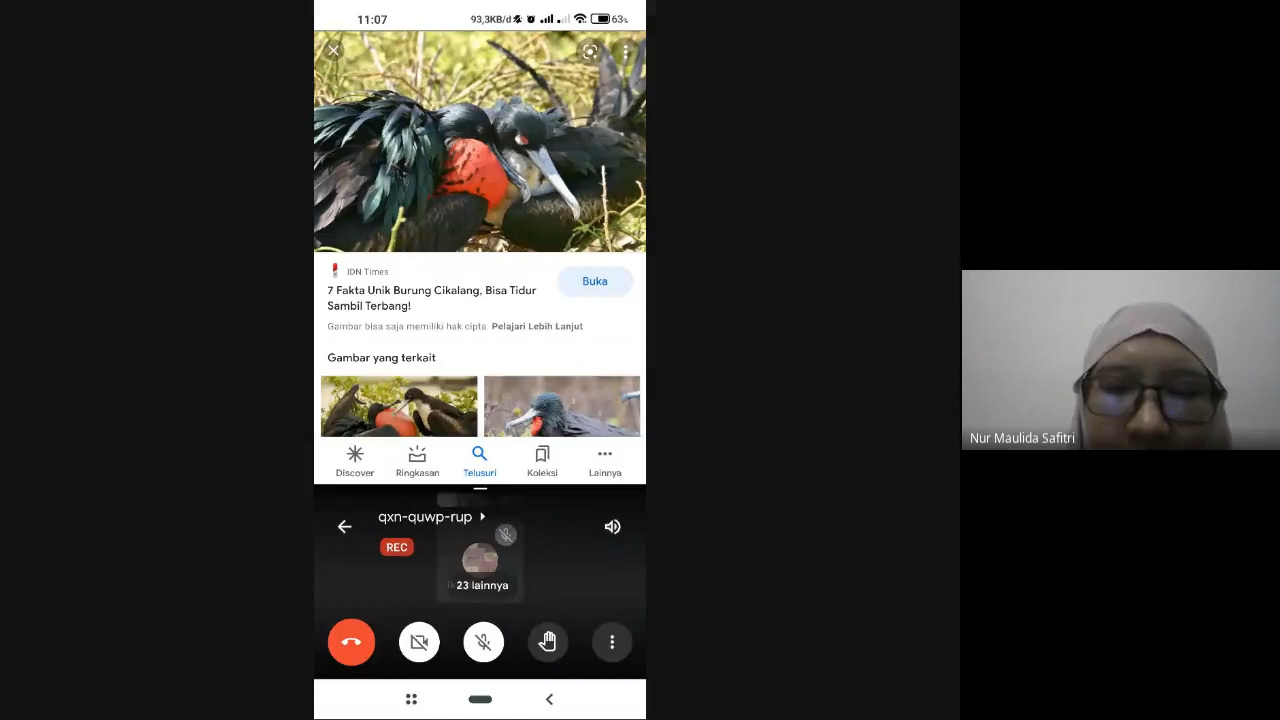 11:07
93,3KB/d
63%
IDN Times
7 Fakta Unik Burung Cikalang, Bisa Tidur
Sambil Terbang!
Buka
Gambar bisa saja memiliki hak cipta. Pelajari Lebih Lanjut
Gambar yang terkait
Discover
Ringkasan
Telusuri
Koleksi
Lainnya
qxn-quwp-rup
REC
23 lainnya
Nur Maulida Safitri